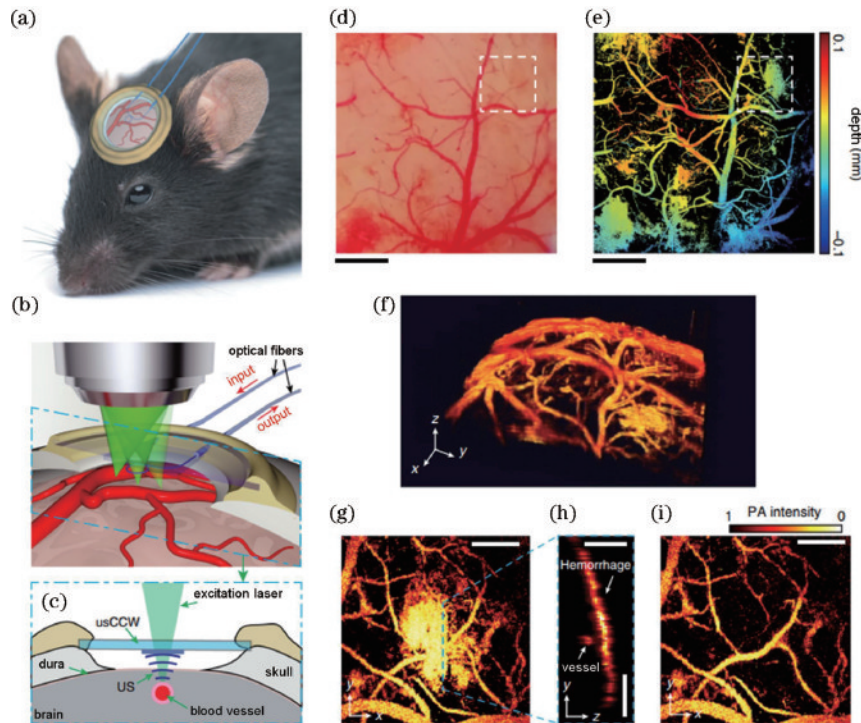 (a)
(d)
(e)
0.1
depth (mm)
−0.1
(b)
optical fibers
input
output
(f)
z
y
x
(g)
(h)
(i)
1 PA intensity 0
Hemorrhage
vessel
y
x
y
z
y
x
(c)
excitation laser
usCCW
dura
skull
US
blood vessel
brain